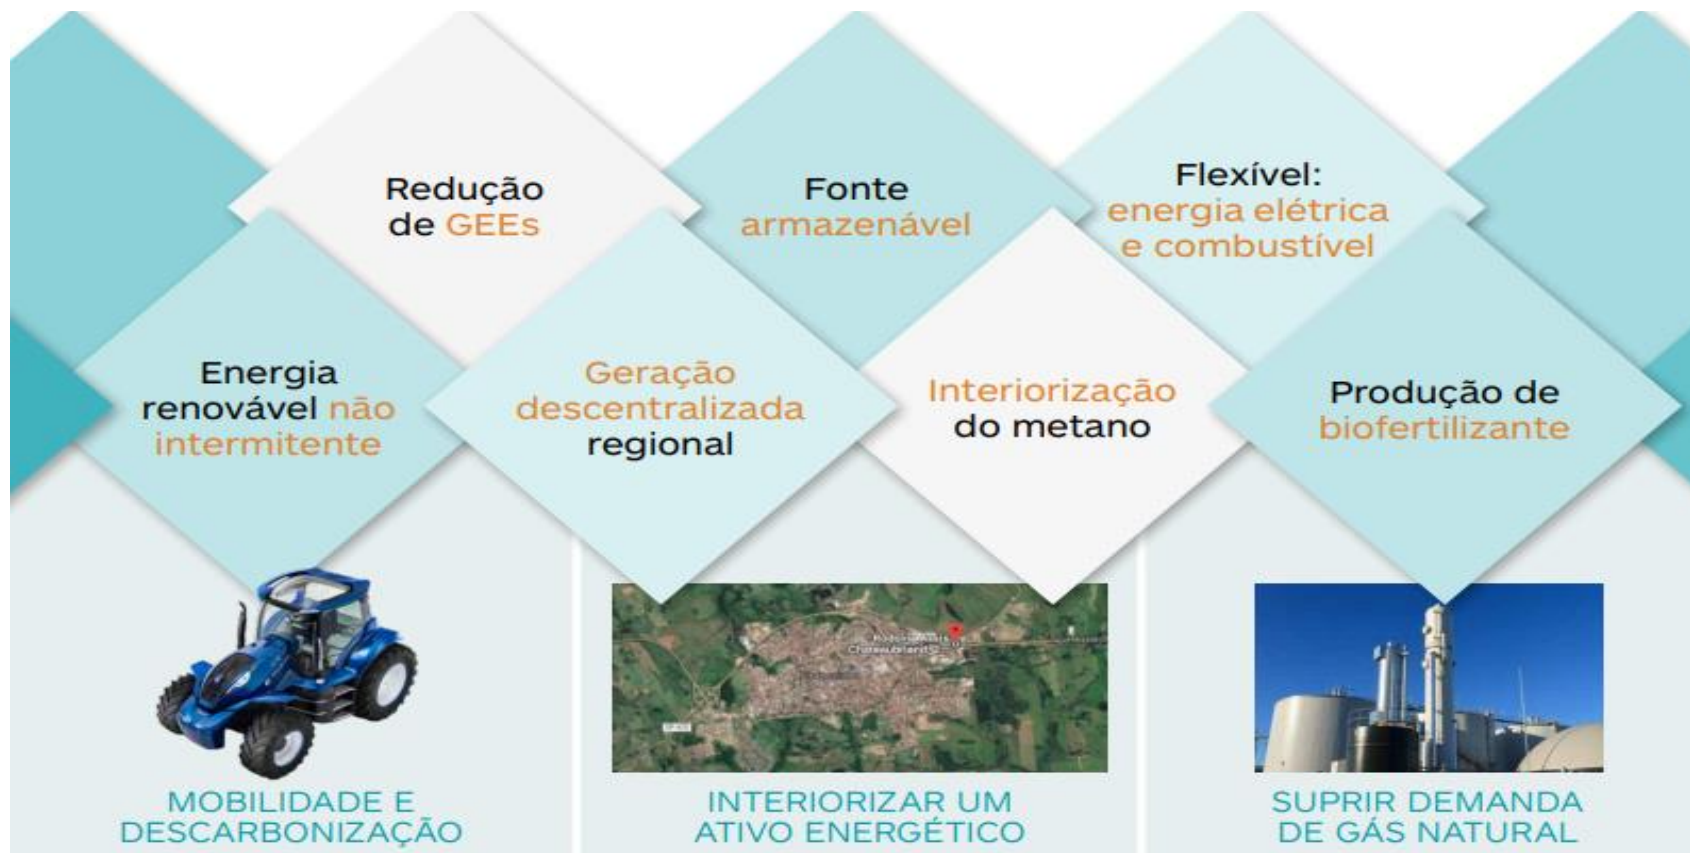 Redução
de GEEs
Fonte
armazenável
Flexível:
energia elétrica
e combustível
Energia
renovável não
intermitente
Geração
descentralizada
regional
Interiorização
do metano
Produção de
biofertilizante
MOBILIDADE E
DESCARBONIZAÇÃO
INTERIORIZAR UM
ATIVO ENERGÉTICO
SUPRIR DEMANDA
DE GÁS NATURAL